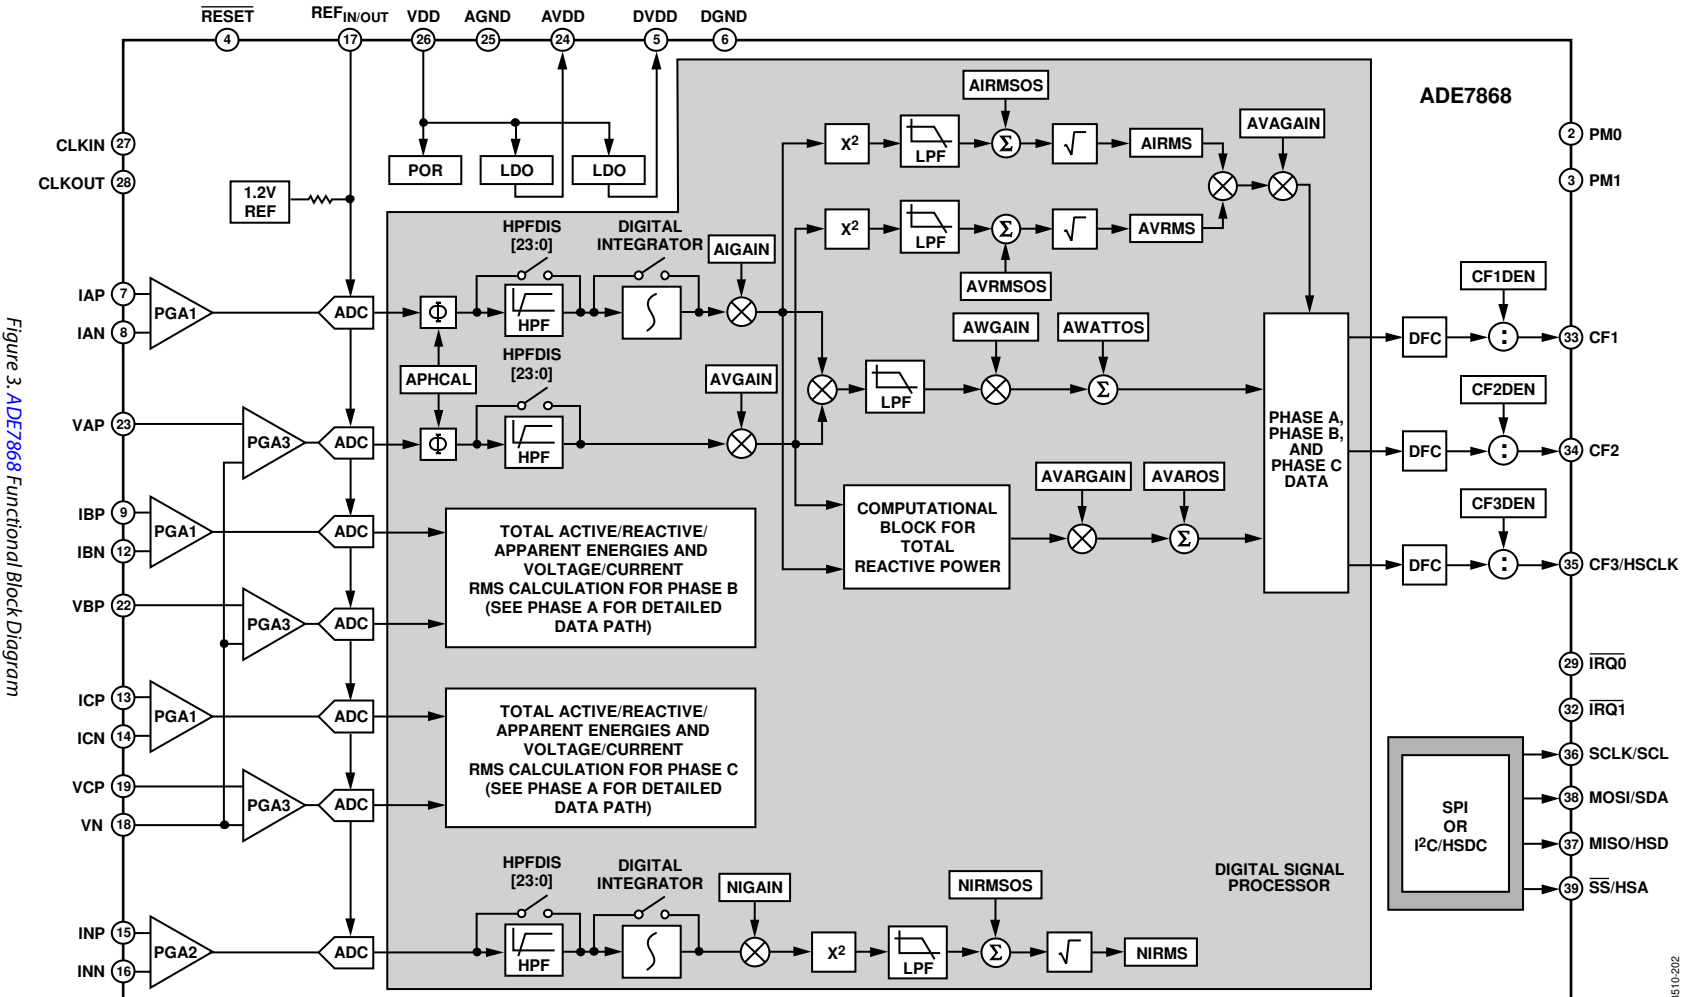 RESET
REFIN/OUT
VDD
AGND
AVDD
DVDD
DGND
4
17
26
25
24
5
6
ADE7868
CLKIN 27
CLKOUT 28
POR
LDO
LDO
1.2V
REF
AIRMSOS
X2
LPF
Σ
√
AIRMS
AVAGAIN
2 PM0
3 PM1
X2
LPF
Σ
√
AVRMS
AVRMSOS
HPFDIS
[23:0]
DIGITAL
INTEGRATOR
AIGAIN
IAP 7
IAN 8
PGA1
ADC
Φ
HPF
∫
APHCAL
HPFDIS
[23:0]
AVGAIN
VAP 23
PGA3
ADC
Φ
HPF
AWGAIN
AWATTOS
LPF
Σ
PHASE A,
PHASE B,
AND
PHASE C
DATA
CF1DEN
DFC
:
33 CF1
CF2DEN
DFC
:
34 CF2
CF3DEN
DFC
:
35 CF3/HSCLK
COMPUTATIONAL
BLOCK FOR
TOTAL
REACTIVE POWER
AVARGAIN
AVAROS
Σ
IBP 9
IBN 12
PGA1
ADC
VBP 22
PGA3
ADC
TOTAL ACTIVE/REACTIVE/
APPARENT ENERGIES AND
VOLTAGE/CURRENT
RMS CALCULATION FOR PHASE B
(SEE PHASE A FOR DETAILED
DATA PATH)
ICP 13
ICN 14
PGA1
ADC
VCP 19
VN 18
PGA3
ADC
TOTAL ACTIVE/REACTIVE/
APPARENT ENERGIES AND
VOLTAGE/CURRENT
RMS CALCULATION FOR PHASE C
(SEE PHASE A FOR DETAILED
DATA PATH)
29 IRQ0
32 IRQ1
SPI
OR
I2C/HSDC
36 SCLK/SCL
38 MOSI/SDA
37 MISO/HSD
39 SS/HSA
DIGITAL SIGNAL
PROCESSOR
HPFDIS
[23:0]
DIGITAL
INTEGRATOR
NIGAIN
NIRMSOS
INP 15
INN 16
PGA2
ADC
HPF
∫
X2
LPF
Σ
√
NIRMS
Figure 3. ADE7868 Functional Block Diagram